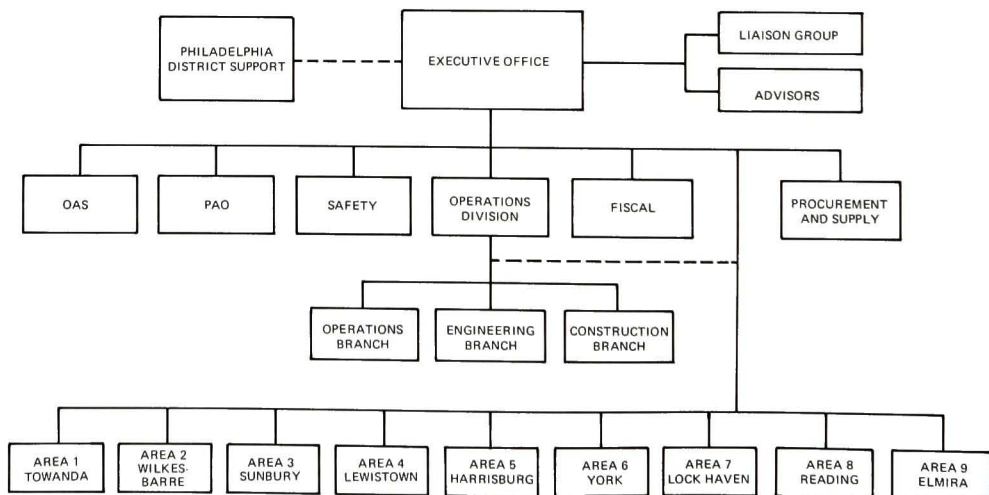 PHILADELPHIA
DISTRICT SUPPORT
EXECUTIVE OFFICE
LIAISON GROUP
ADVISORS
OAS
PAO
SAFETY
OPERATIONS
DIVISION
FISCAL
PROCUREMENT
AND SUPPLY
OPERATIONS
BRANCH
ENGINEERING
BRANCH
CONSTRUCTION
BRANCH
AREA 1
TOWANDA
AREA 2
WILKES-
BARRE
AREA 3
SUNBURY
AREA 4
LEWISTOWN
AREA 5
HARRISBURG
AREA 6
YORK
AREA 7
LOCK HAVEN
AREA 8
READING
AREA 9
ELMIRA